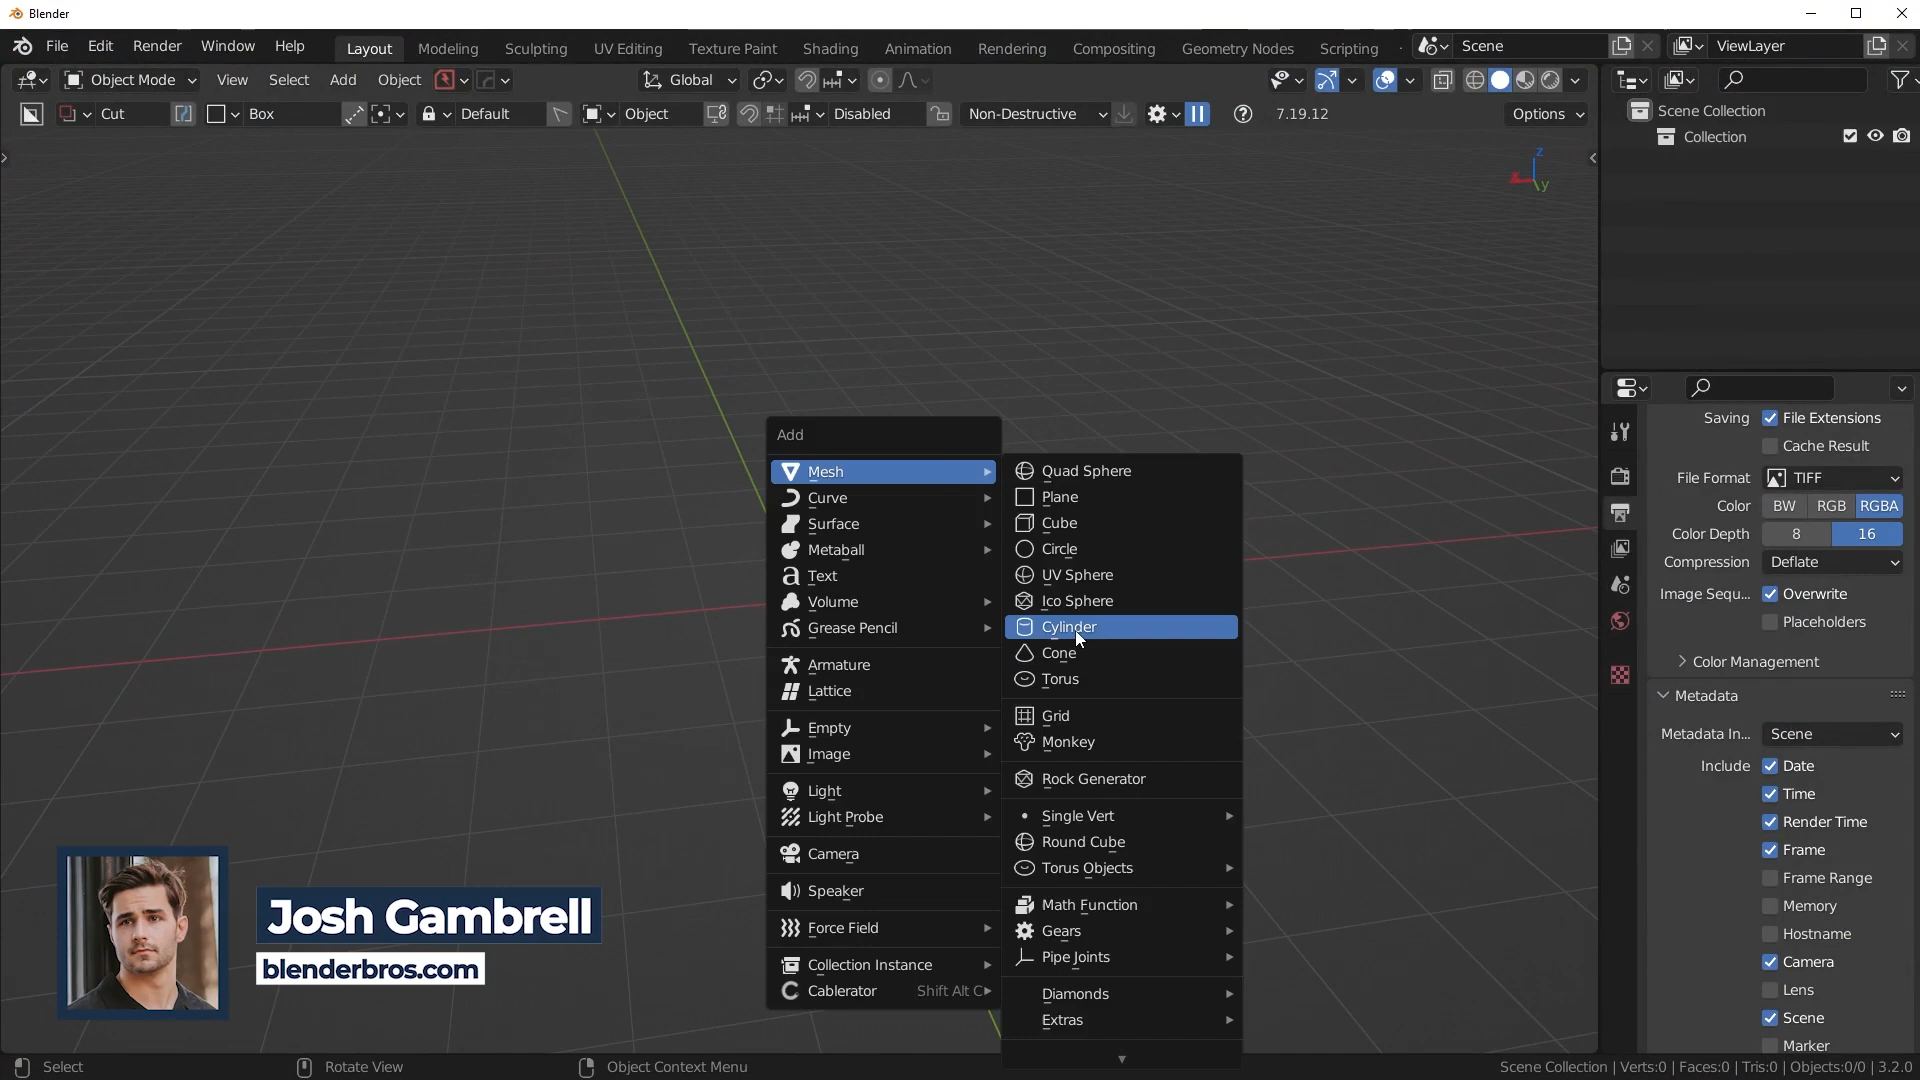 Blender
File Edit Render Window Help Layout Modeling Sculpting UV Editing Texture Paint Shading Animation Rendering Compositing Geometry Nodes Scripting Scene ViewLayer
Object Mode View Select Add Object Global
Cut Box Default Object Disabled Non-Destructive 7.19.12 Options
Scene Collection
Collection
z
x
y
Add
Mesh
Curve
Surface
Metaball
Text
Volume
Grease Pencil
Armature
Lattice
Empty
Image
Light
Light Probe
Camera
Speaker
Force Field
Collection Instance
Cablerator Shift Alt C
Quad Sphere
Plane
Cube
Circle
UV Sphere
Ico Sphere
Cylinder
Cone
Torus
Grid
Monkey
Rock Generator
Single Vert
Round Cube
Torus Objects
Math Function
Gears
Pipe Joints
Diamonds
Extras
Saving File Extensions
Cache Result
File Format TIFF
Color BW RGB RGBA
Color Depth 8 16
Compression Deflate
Image Sequ... Overwrite
Placeholders
Color Management
Metadata
Metadata In... Scene
Include Date
Time
Render Time
Frame
Frame Range
Memory
Hostname
Camera
Lens
Scene
Marker
Josh Gambrell
blenderbros.com
Select Rotate View Object Context Menu Scene Collection | Verts:0 | Faces:0 | Tris:0 | Objects:0/0 | 3.2.0